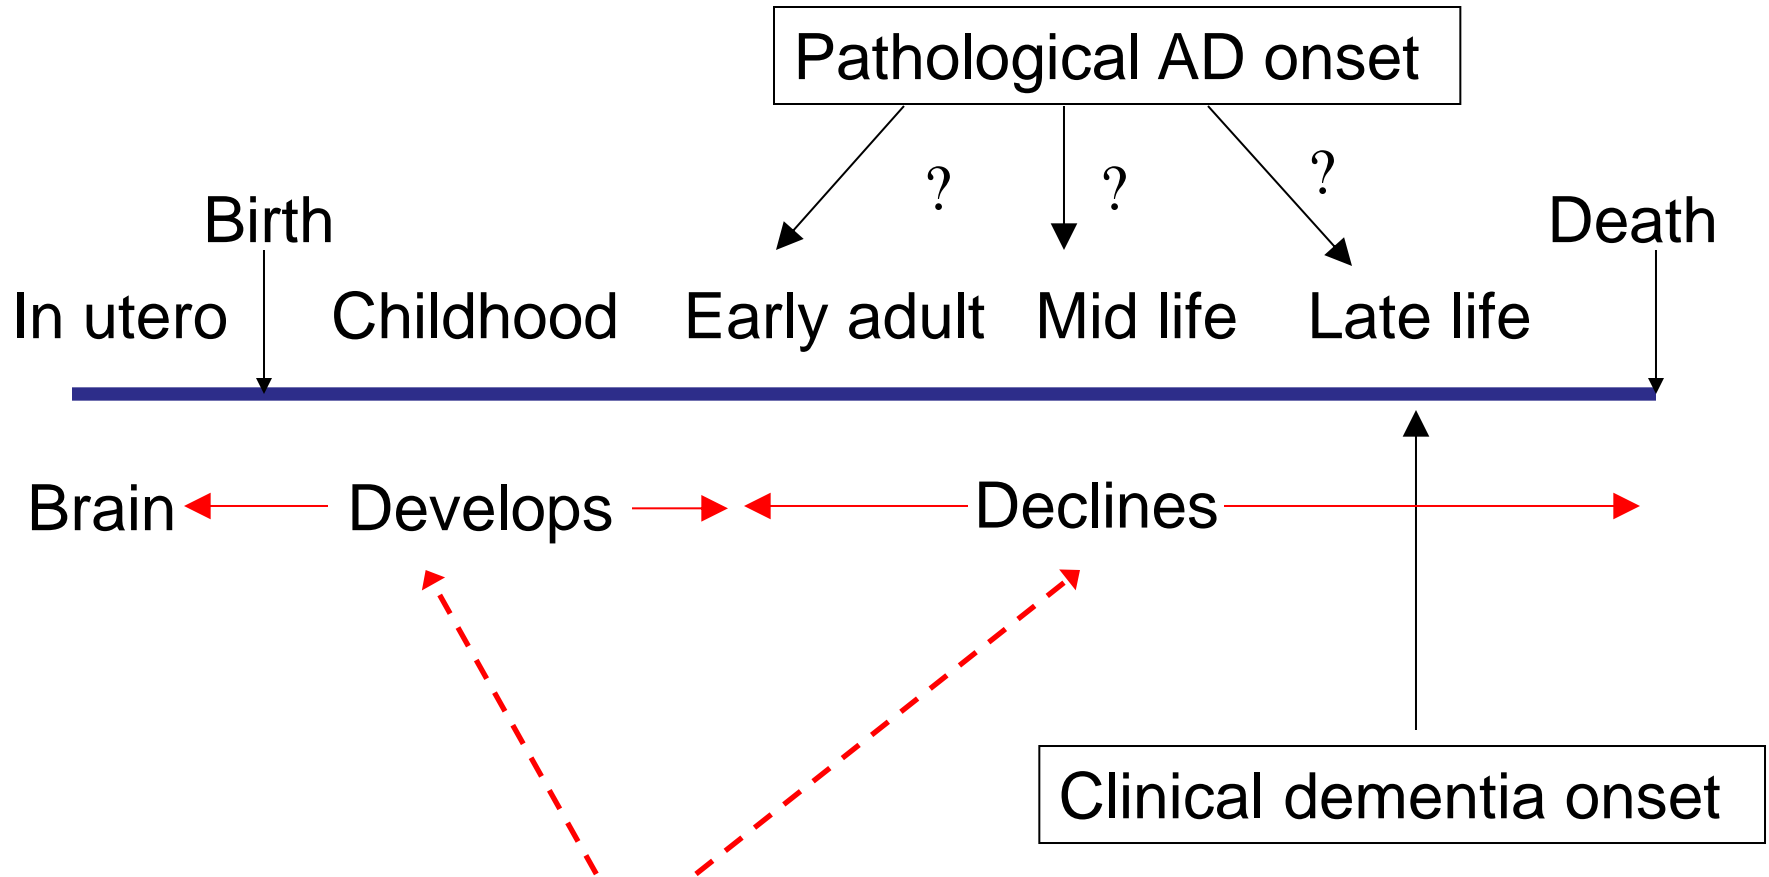 Pathological AD onset
? ? ?
Birth Death
In utero Childhood Early adult Mid life Late life
Brain Develops Declines
Clinical dementia onset